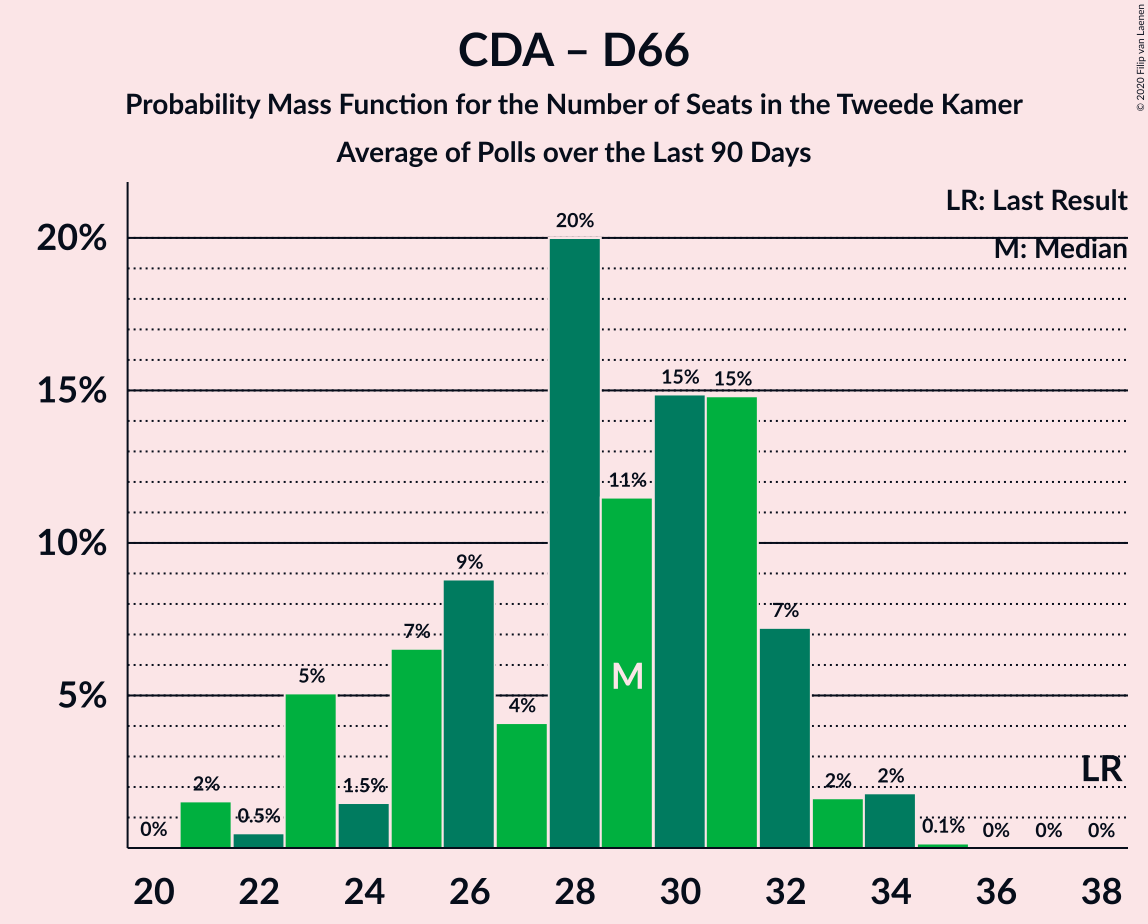 CDA – D66
Probability Mass Function for the Number of Seats in the Tweede Kamer
Average of Polls over the Last 90 Days
© 2020 Filip van Laenen
LR: Last Result
M: Median
20%
15%
10%
5%
0%
2%
0.5%
5%
1.5%
7%
9%
4%
20%
11%
15%
15%
7%
2%
2%
0.1%
0%
0%
0%
M
LR
20 22 24 26 28 30 32 34 36 38